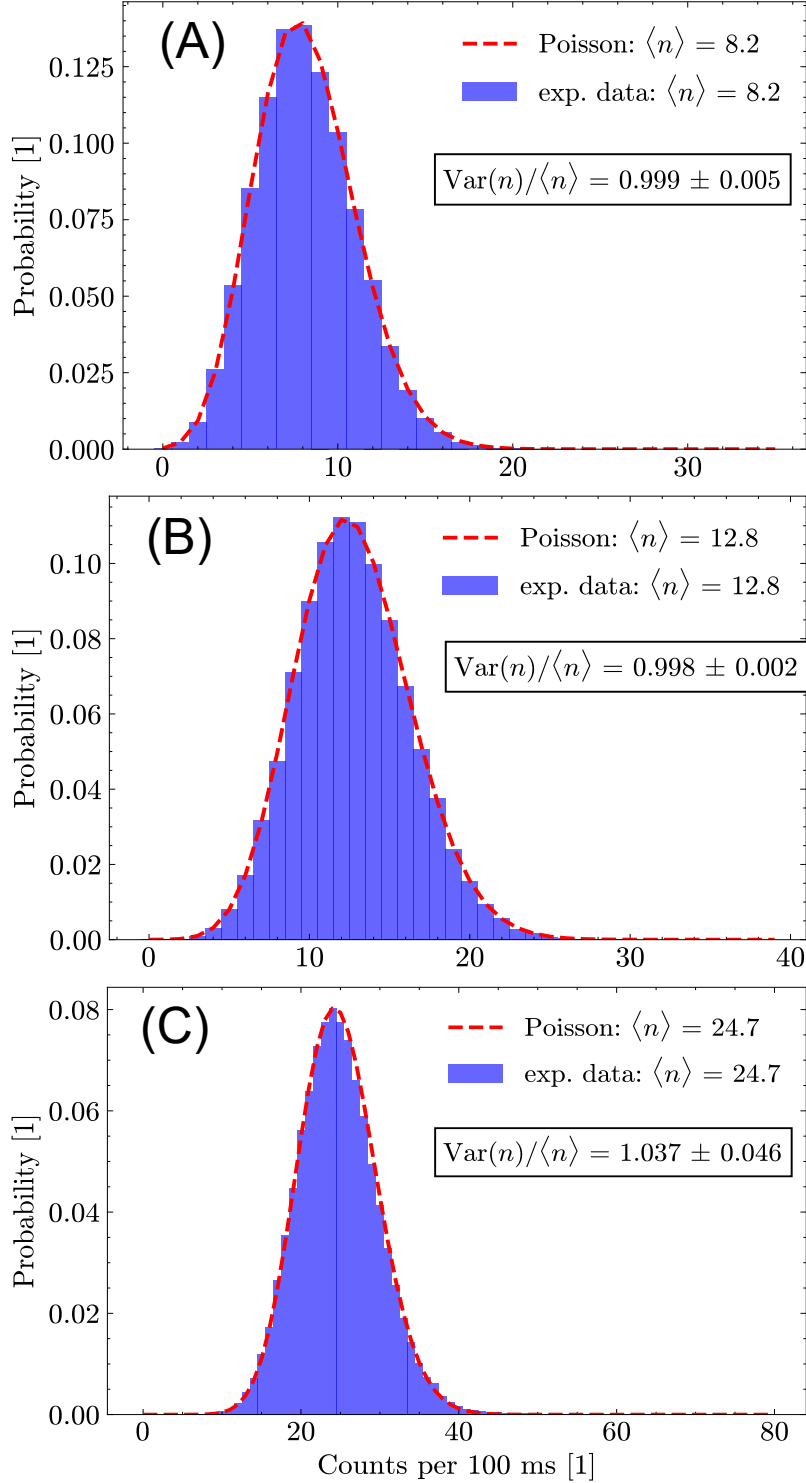 (A)
Poisson: ⟨n⟩ = 8.2
exp. data: ⟨n⟩ = 8.2
Var(n)/⟨n⟩ = 0.999 ± 0.005
Probability [1]
0.125
0.100
0.075
0.050
0.025
0.000
0 10 20 30
(B)
Poisson: ⟨n⟩ = 12.8
exp. data: ⟨n⟩ = 12.8
Var(n)/⟨n⟩ = 0.998 ± 0.002
Probability [1]
0.10
0.08
0.06
0.04
0.02
0.00
0 10 20 30 40
(C)
Poisson: ⟨n⟩ = 24.7
exp. data: ⟨n⟩ = 24.7
Var(n)/⟨n⟩ = 1.037 ± 0.046
Probability [1]
0.08
0.06
0.04
0.02
0.00
0 20 40 60 80
Counts per 100 ms [1]